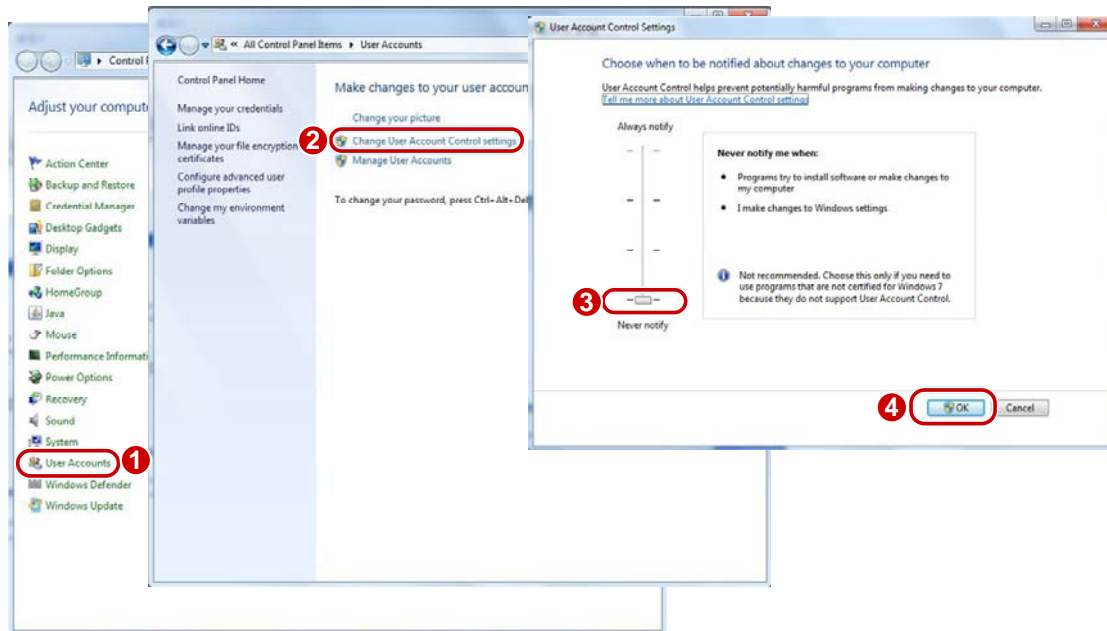 Control
Adjust your comput
Action Center
Backup and Restore
Credential Manager
Desktop Gadgets
Display
Folder Options
HomeGroup
Java
Mouse
Performance Informati
Power Options
Recovery
Sound
System
User Accounts
1
Windows Defender
Windows Update
« All Control Panel Items ▸ User Accounts
Control Panel Home
Manage your credentials
Link online IDs
Manage your file encryption
certificates
Configure advanced user
profile properties
Change my environment
variables
Make changes to your user accoun
Change your picture
2
Change User Account Control settings
Manage User Accounts
To change your password, press Ctrl+Alt+Del
User Account Control Settings
Choose when to be notified about changes to your computer
User Account Control helps prevent potentially harmful programs from making changes to your computer.
Tell me more about User Account Control settings
Always notify
Never notify me when:
• Programs try to install software or make changes to
my computer
• I make changes to Windows settings
Not recommended. Choose this only if you need to
use programs that are not certified for Windows 7
because they do not support User Account Control.
3
Never notify
4
OK
Cancel